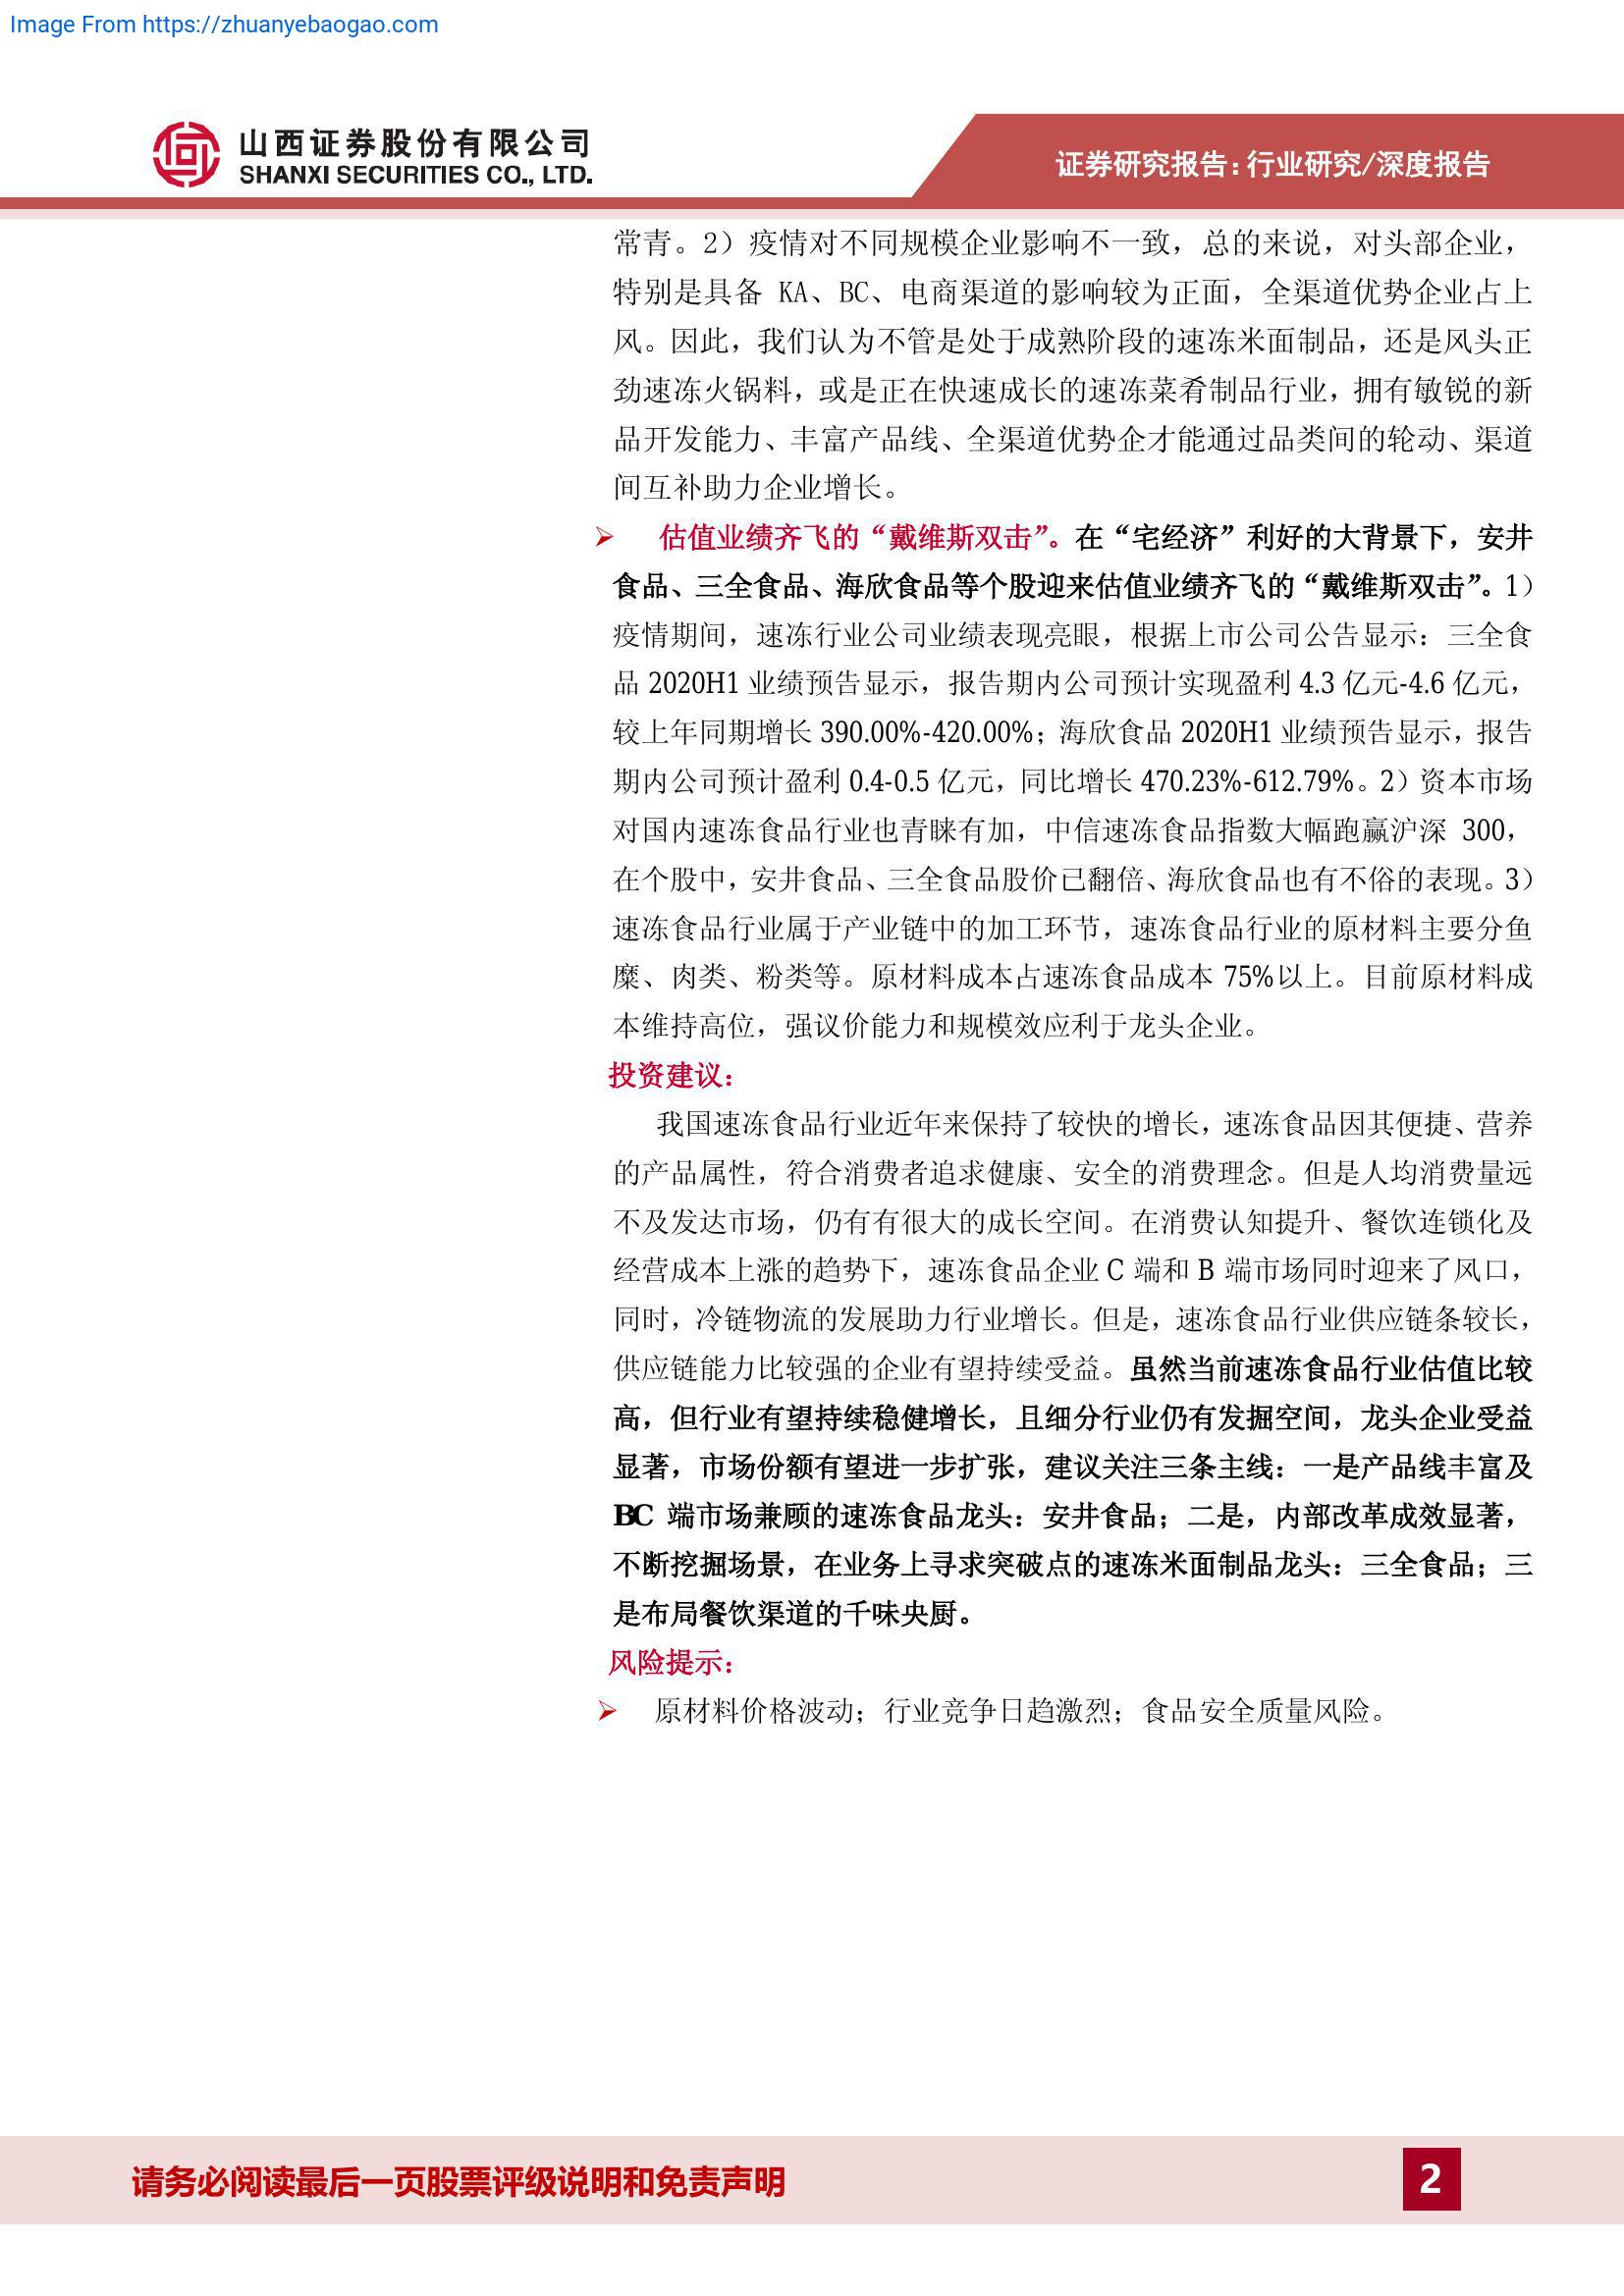 Image From https://zhuanyebaogao.com
山西证券股份有限公司
SHANXI SECURITIES CO., LTD.
证券研究报告：行业研究/深度报告
常青。2）疫情对不同规模企业影响不一致，总的来说，对头部企业，
特别是具备 KA、BC、电商渠道的影响较为正面，全渠道优势企业占上
风。因此，我们认为不管是处于成熟阶段的速冻米面制品，还是风头正
劲速冻火锅料，或是正在快速成长的速冻菜肴制品行业，拥有敏锐的新
品开发能力、丰富产品线、全渠道优势企才能通过品类间的轮动、渠道
间互补助力企业增长。
➢ 估值业绩齐飞的“戴维斯双击”。在“宅经济”利好的大背景下，安井
食品、三全食品、海欣食品等个股迎来估值业绩齐飞的“戴维斯双击”。1）
疫情期间，速冻行业公司业绩表现亮眼，根据上市公司公告显示：三全食
品 2020H1 业绩预告显示，报告期内公司预计实现盈利 4.3 亿元-4.6 亿元，
较上年同期增长 390.00%-420.00%；海欣食品 2020H1 业绩预告显示，报告
期内公司预计盈利 0.4-0.5 亿元，同比增长 470.23%-612.79%。2）资本市场
对国内速冻食品行业也青睐有加，中信速冻食品指数大幅跑赢沪深 300，
在个股中，安井食品、三全食品股价已翻倍、海欣食品也有不俗的表现。3）
速冻食品行业属于产业链中的加工环节，速冻食品行业的原材料主要分鱼
糜、肉类、粉类等。原材料成本占速冻食品成本 75%以上。目前原材料成
本维持高位，强议价能力和规模效应利于龙头企业。
投资建议：
我国速冻食品行业近年来保持了较快的增长，速冻食品因其便捷、营养
的产品属性，符合消费者追求健康、安全的消费理念。但是人均消费量远
不及发达市场，仍有有很大的成长空间。在消费认知提升、餐饮连锁化及
经营成本上涨的趋势下，速冻食品企业 C 端和 B 端市场同时迎来了风口，
同时，冷链物流的发展助力行业增长。但是，速冻食品行业供应链条较长，
供应链能力比较强的企业有望持续受益。虽然当前速冻食品行业估值比较
高，但行业有望持续稳健增长，且细分行业仍有发掘空间，龙头企业受益
显著，市场份额有望进一步扩张，建议关注三条主线：一是产品线丰富及
BC 端市场兼顾的速冻食品龙头：安井食品；二是，内部改革成效显著，
不断挖掘场景，在业务上寻求突破点的速冻米面制品龙头：三全食品；三
是布局餐饮渠道的千味央厨。
风险提示：
➢ 原材料价格波动；行业竞争日趋激烈；食品安全质量风险。
请务必阅读最后一页股票评级说明和免责声明
2